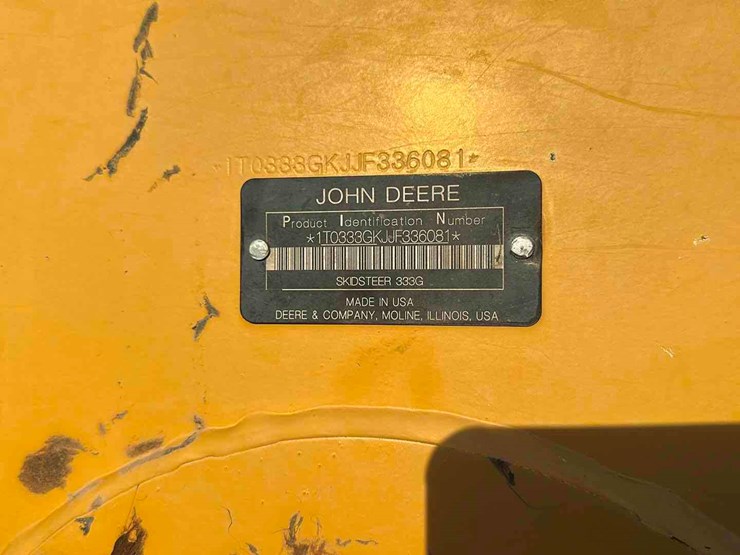 *1T0333GKJJF336081*
JOHN DEERE
Product Identification Number
*1T0333GKJJF336081*
SKIDSTEER 333G
MADE IN USA
DEERE & COMPANY, MOLINE, ILLINOIS, USA